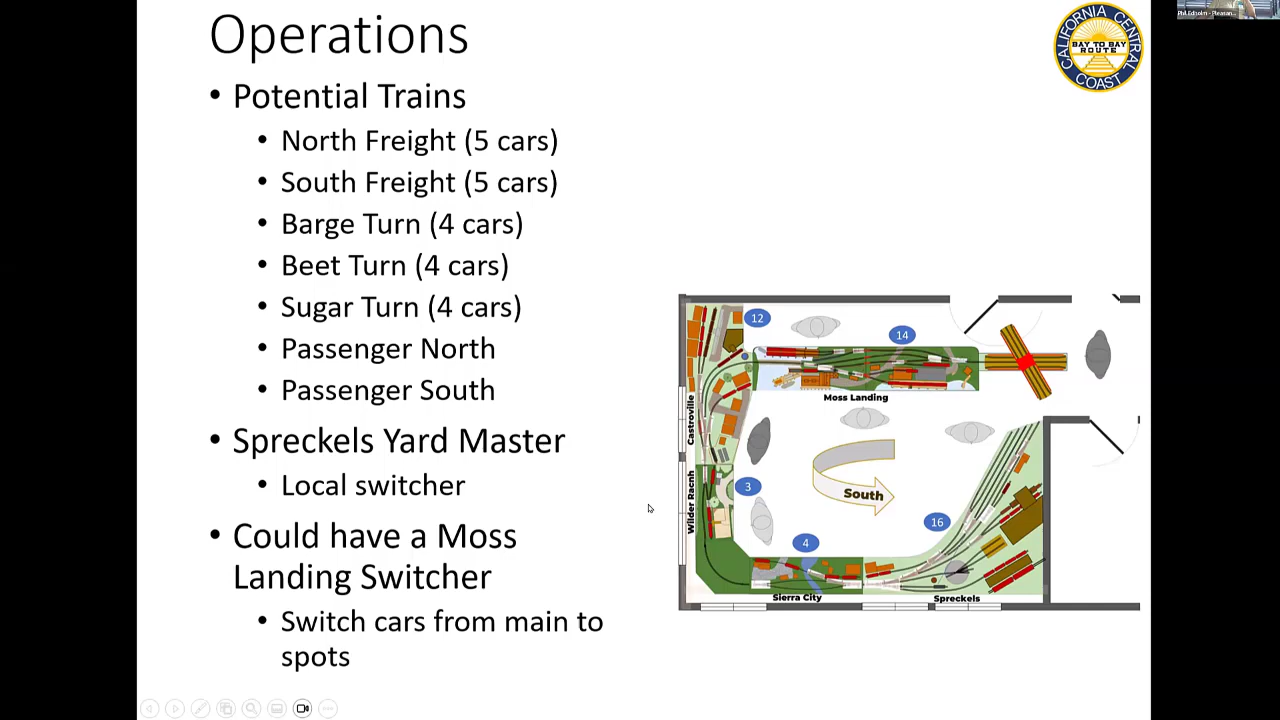 Operations
• Potential Trains
• North Freight (5 cars)
• South Freight (5 cars)
• Barge Turn (4 cars)
• Beet Turn (4 cars)
• Sugar Turn (4 cars)
• Passenger North
• Passenger South
• Spreckels Yard Master
• Local switcher
• Could have a Moss
Landing Switcher
• Switch cars from main to
spots
CALIFORNIA CENTRAL
BAY TO BAY
ROUTE
COAST
12
14
Moss Landing
Castroville
Wilder Racnh
3
South
16
4
Sierra City
Spreckels